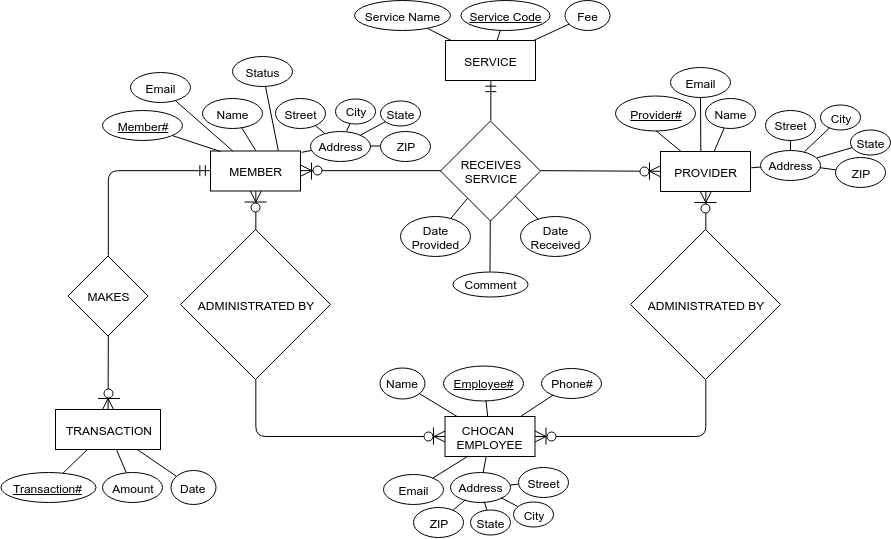 Service Name
Service Code
Fee
SERVICE
Status
Email
Name
Member#
Street
City
State
Address
ZIP
MEMBER
RECEIVES
SERVICE
Email
Provider#
Name
Street
City
State
Address
ZIP
PROVIDER
Date
Provided
Date
Received
Comment
MAKES
ADMINISTRATED BY
ADMINISTRATED BY
Name
Employee#
Phone#
TRANSACTION
CHOCAN
EMPLOYEE
Transaction#
Amount
Date
Email
Address
Street
ZIP
State
City